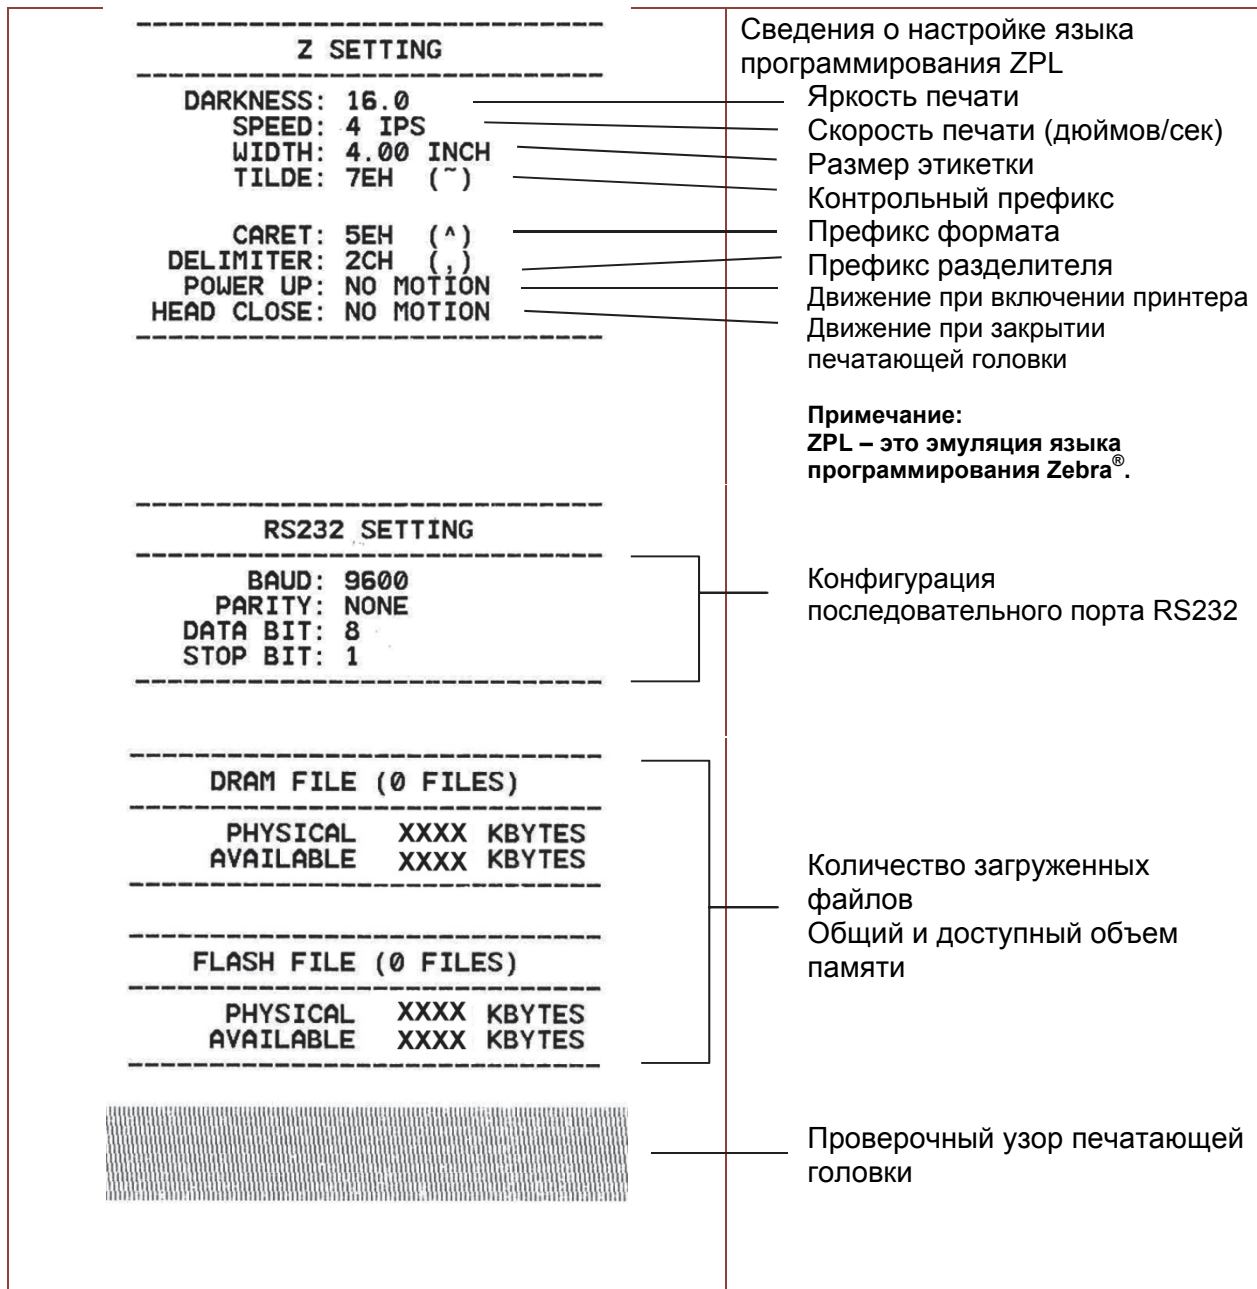 Z SETTING
DARKNESS: 16.0
SPEED: 4 IPS
WIDTH: 4.00 INCH
TILDE: 7EH (~)
CARET: 5EH (^)
DELIMITER: 2CH (,)
POWER UP: NO MOTION
HEAD CLOSE: NO MOTION
Сведения о настройке языка
программирования ZPL
Яркость печати
Скорость печати (дюймов/сек)
Размер этикетки
Контрольный префикс
Префикс формата
Префикс разделителя
Движение при включении принтера
Движение при закрытии
печатающей головки
Примечание:
ZPL – это эмуляция языка
программирования Zebra®.
RS232 SETTING
BAUD: 9600
PARITY: NONE
DATA BIT: 8
STOP BIT: 1
Конфигурация
последовательного порта RS232
DRAM FILE (0 FILES)
PHYSICAL XXXX KBYTES
AVAILABLE XXXX KBYTES
FLASH FILE (0 FILES)
PHYSICAL XXXX KBYTES
AVAILABLE XXXX KBYTES
Количество загруженных
файлов
Общий и доступный объем
памяти
Проверочный узор печатающей
головки